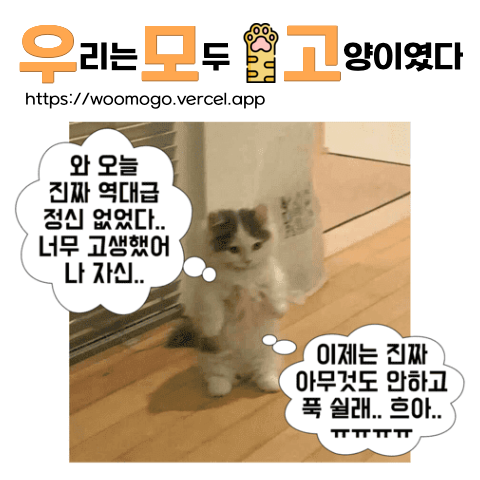 우리는 모두 고양이였다
https://woomogo.vercel.app
와 오늘
진짜 역대급
정신 없었다..
너무 고생했어
나 자신..
이제는 진짜
아무것도 안하고
푹 쉴래.. 흐아..
ㅠㅠㅠㅠ